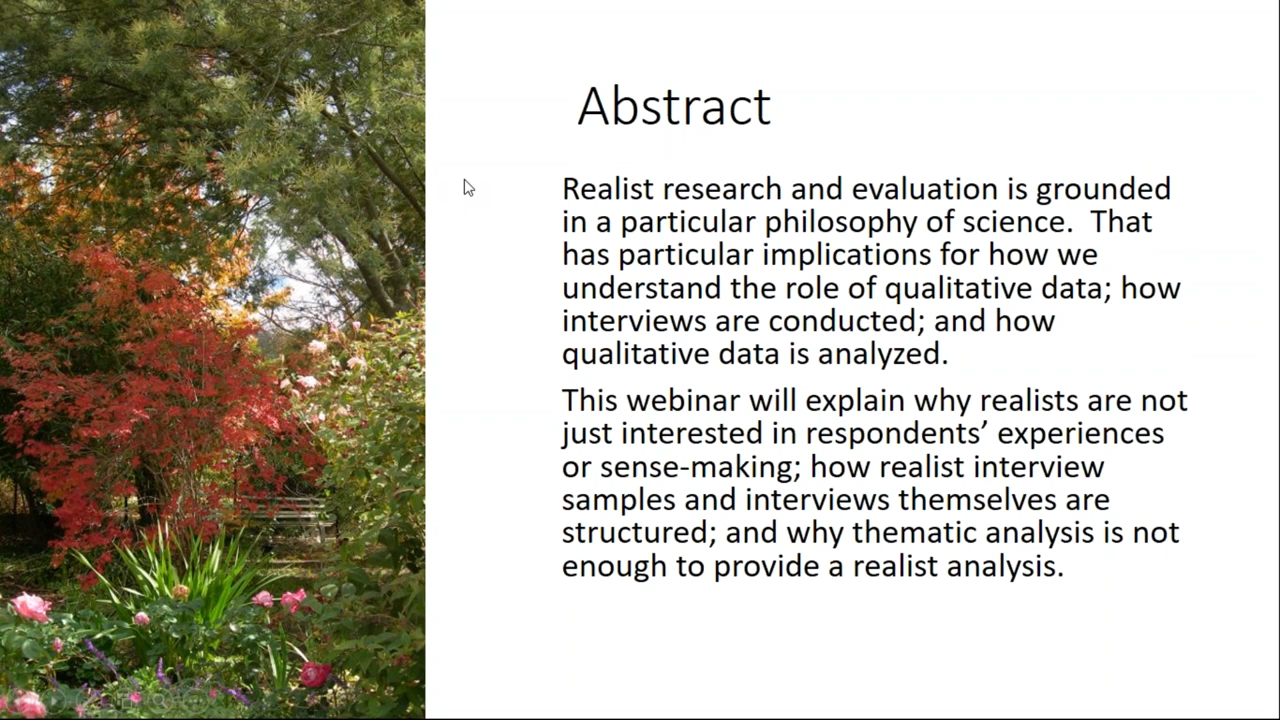 Abstract
Realist research and evaluation is grounded
in a particular philosophy of science.  That
has particular implications for how we
understand the role of qualitative data; how
interviews are conducted; and how
qualitative data is analyzed.
This webinar will explain why realists are not
just interested in respondents’ experiences
or sense-making; how realist interview
samples and interviews themselves are
structured; and why thematic analysis is not
enough to provide a realist analysis.